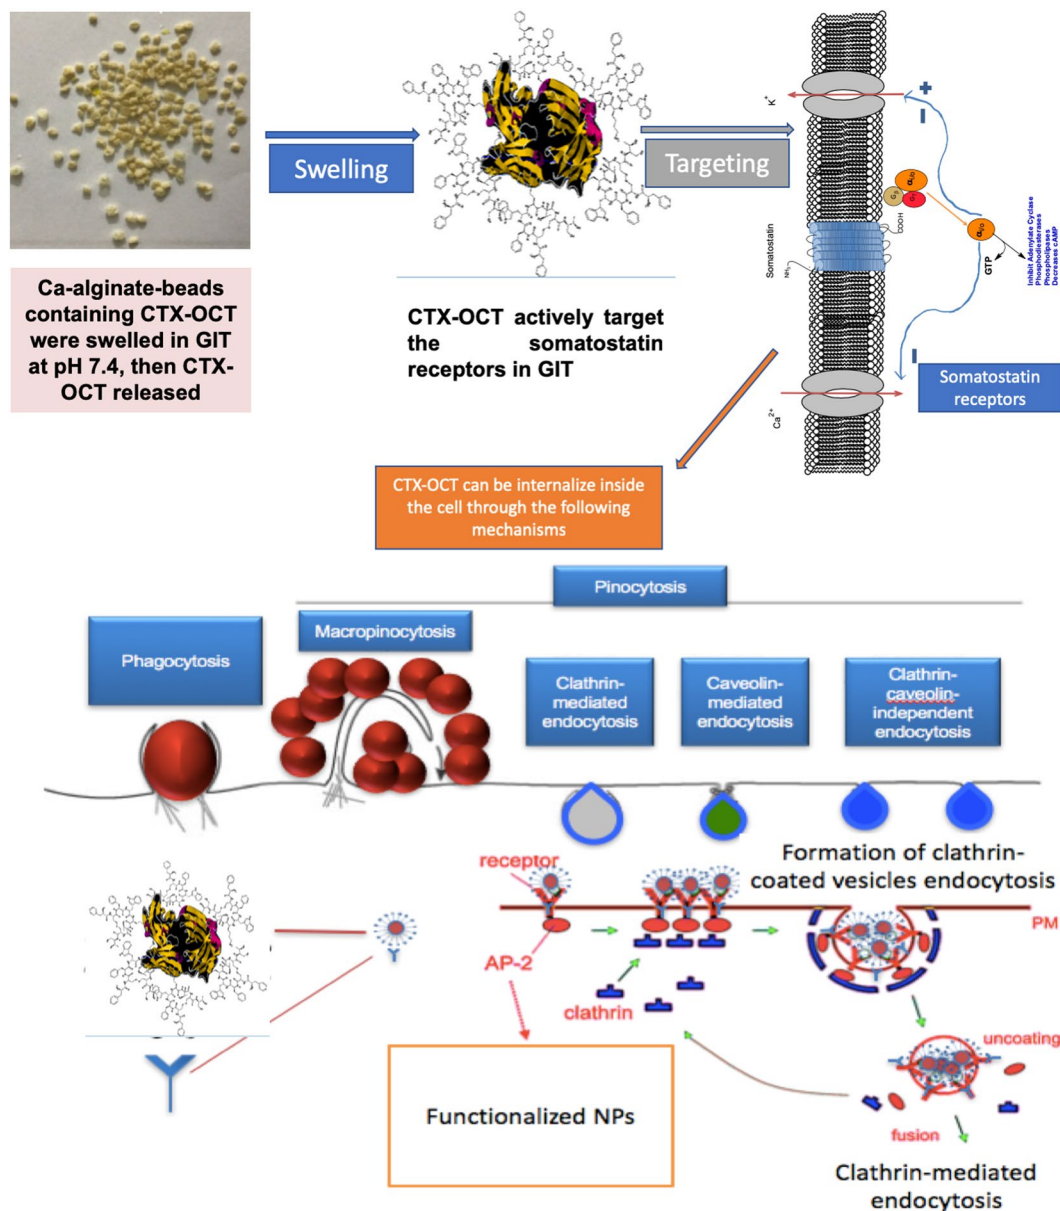 Swelling
Targeting
Ca-alginate-beads
containing CTX-OCT
were swelled in GIT
at pH 7.4, then CTX-
OCT released
CTX-OCT actively target
the somatostatin
receptors in GIT
K+
+
−
Somatostatin
NH2
COOH
Gβ
Gγ
αi/o
αi/o
GTP
Inhibit Adenylate Cyclase
Phosphodiesterases
Phospholipases
Decreases cAMP
−
Ca2+
Somatostatin
receptors
CTX-OCT can be internalize inside
the cell through the following
mechanisms
Pinocytosis
Phagocytosis
Macropinocytosis
Clathrin-
mediated
endocytosis
Caveolin-
mediated
endocytosis
Clathrin-
caveolin-
independent
endocytosis
Formation of clathrin-
coated vesicles endocytosis
receptor
PM
AP-2
clathrin
uncoating
Functionalized NPs
fusion
Clathrin-mediated
endocytosis